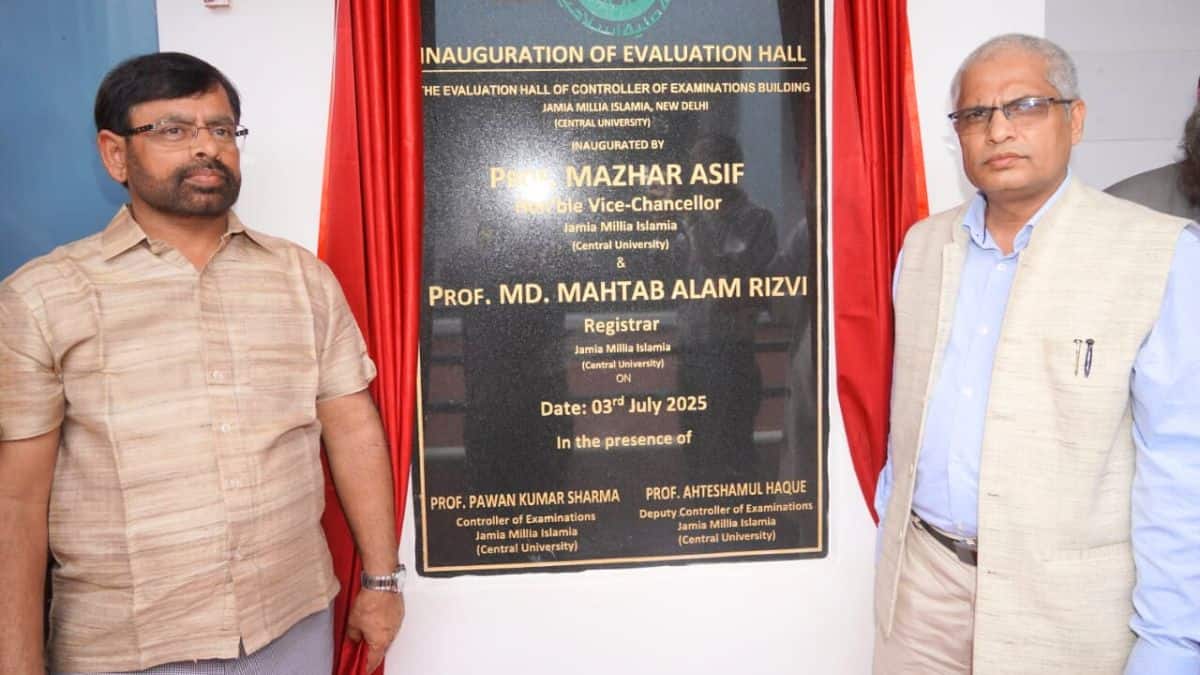 INAUGURATION OF EVALUATION HALL
THE EVALUATION HALL OF CONTROLLER OF EXAMINATIONS BUILDING
JAMIA MILLIA ISLAMIA, NEW DELHI
(CENTRAL UNIVERSITY)
INAUGURATED BY
PROF. MAZHAR ASIF
Hon'ble Vice-Chancellor
Jamia Millia Islamia
(Central University)
&
PROF. MD. MAHTAB ALAM RIZVI
Registrar
Jamia Millia Islamia
(Central University)
ON
Date: 03rd July 2025
In the presence of
PROF. PAWAN KUMAR SHARMA
Controller of Examinations
Jamia Millia Islamia
(Central University)
PROF. AHTESHAMUL HAQUE
Deputy Controller of Examinations
Jamia Millia Islamia
(Central University)